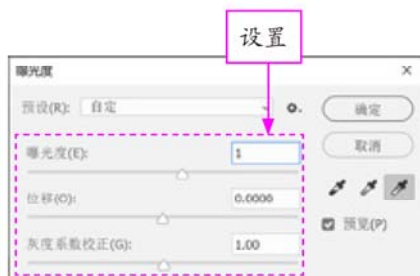 设置
曝光度 ×
预设(R): 自定 确定
曝光度(E): 1 取消
位移(O): 0.0000
预览(P)
灰度系数校正(G): 1.00